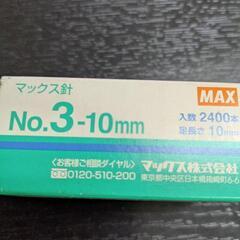 マックス針
MAX
No.3-10mm
入数 2400本
足長さ 10mm
〈お客様ご相談ダイヤル〉
0120-510-200
マックス株式会社
東京都中央区日本橋箱崎町6-6